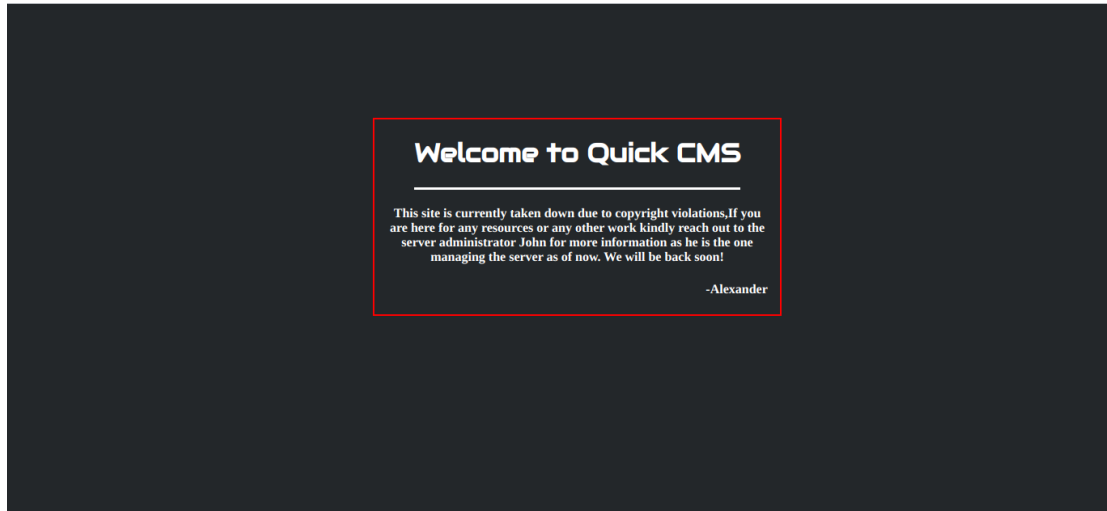 Welcome to Quick CMS
This site is currently taken down due to copyright violations,If you
are here for any resources or any other work kindly reach out to the
server administrator John for more information as he is the one
managing the server as of now. We will be back soon!
-Alexander